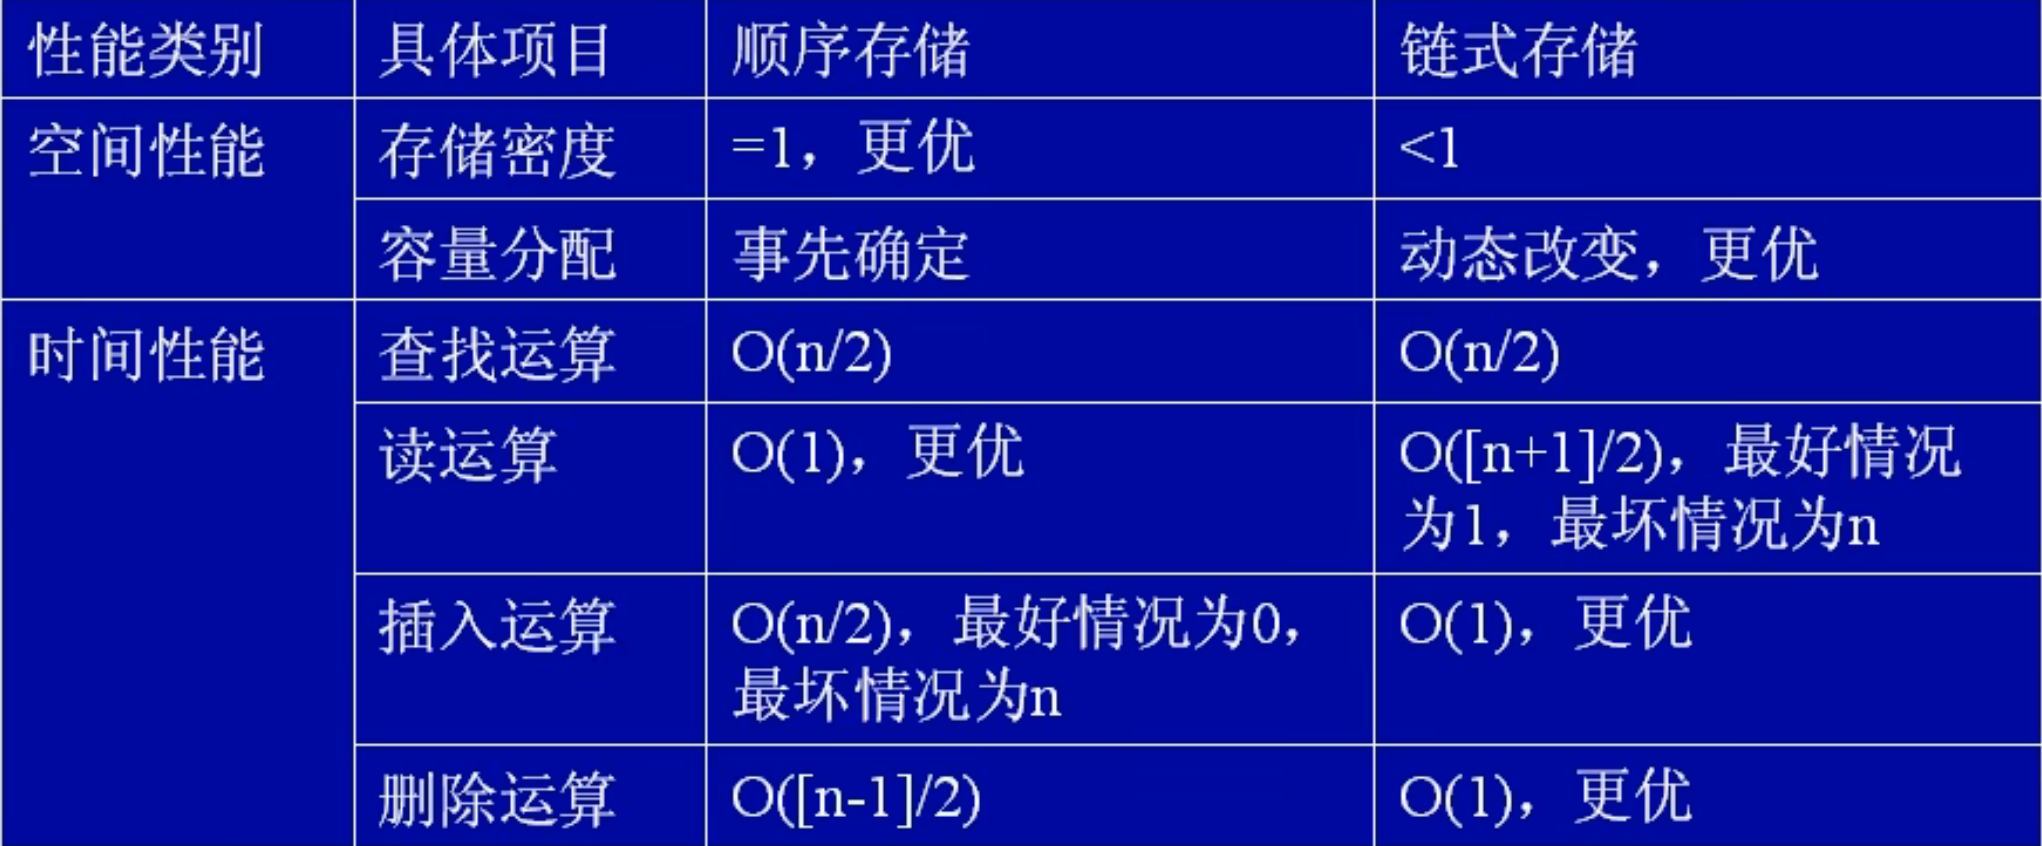 性能类别 具体项目 顺序存储 链式存储
空间性能 存储密度 =1，更优 <1
容量分配 事先确定 动态改变，更优
时间性能 查找运算 O(n/2) O(n/2)
读运算 O(1)，更优 O([n+1]/2)，最好情况
为1，最坏情况为n
插入运算 O(n/2)，最好情况为0，
最坏情况为n
O(1)，更优
删除运算 O([n-1]/2) O(1)，更优